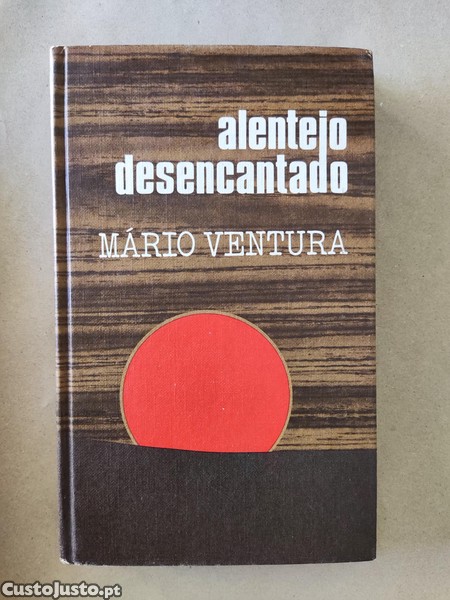 alentejo
desencantado
MÁRIO VENTURA
CustoJusto.pt